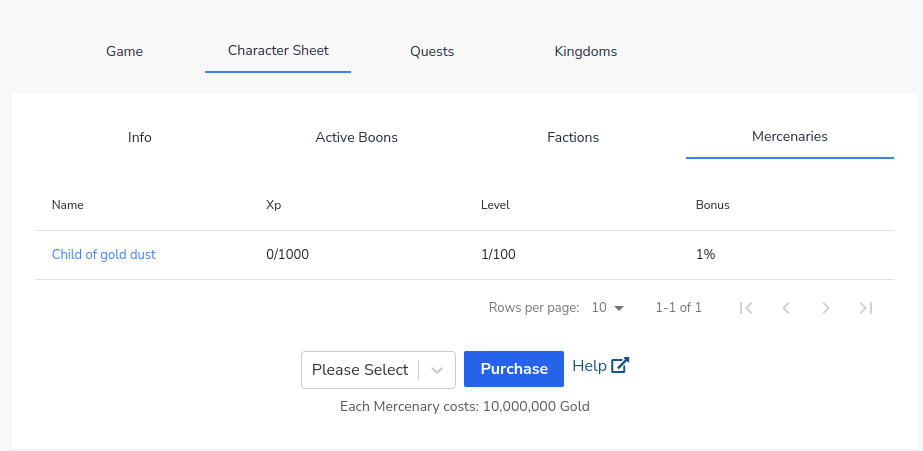 Game Character Sheet Quests Kingdoms
Info Active Boons Factions Mercenaries
Name Xp Level Bonus
Child of gold dust 0/1000 1/100 1%
Rows per page: 10 1-1 of 1
Please Select Purchase Help
Each Mercenary costs: 10,000,000 Gold